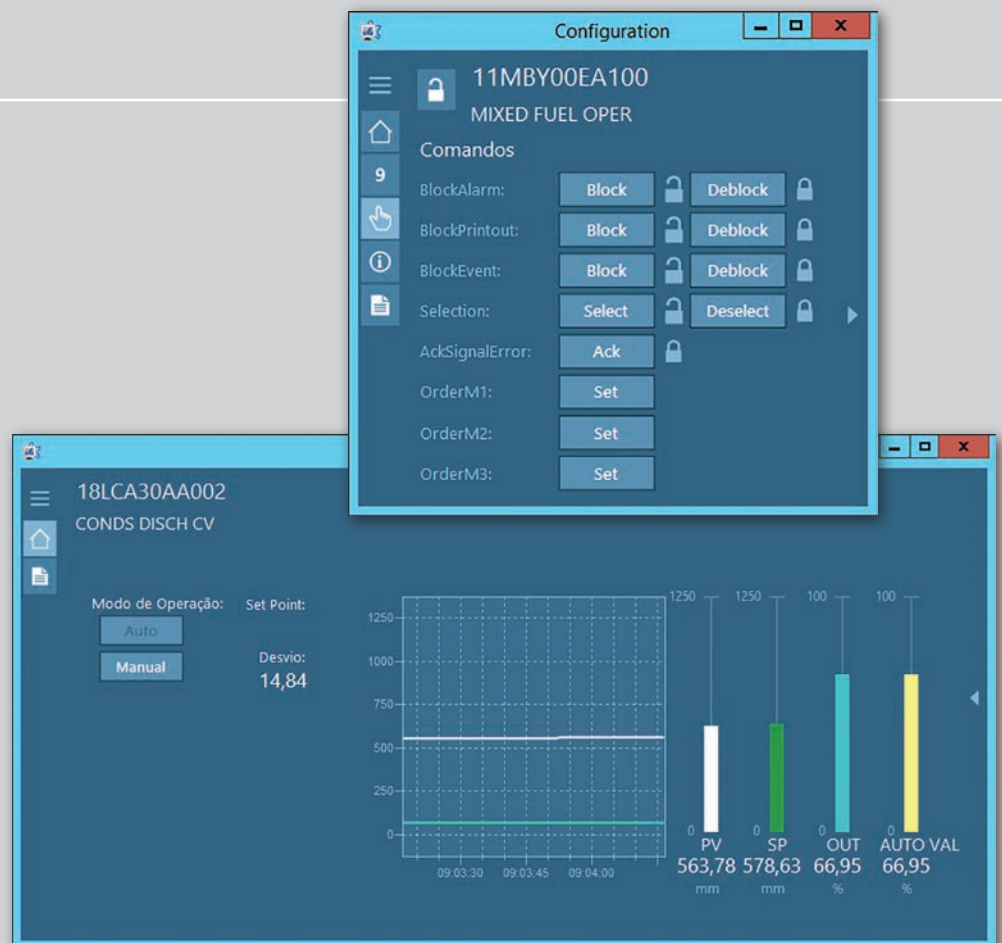 Configuration
11MBY00EA100
MIXED FUEL OPER
Comandos
9
BlockAlarm: Block Deblock
BlockPrintout: Block Deblock
BlockEvent: Block Deblock
Selection: Select Deselect
AckSignalError: Ack
OrderM1: Set
OrderM2: Set
OrderM3: Set
18LCA30AA002
CONDS DISCH CV
Modo de Operação: Set Point:
Auto
Manual
Desvio:
14,84
1250
1000
750
500
250
0
09:03:30 09:03:45 09:04:00
1250 1250 100 100
0 0 0 0
PV SP OUT AUTO VAL
563,78 578,63 66,95 66,95
mm mm % %